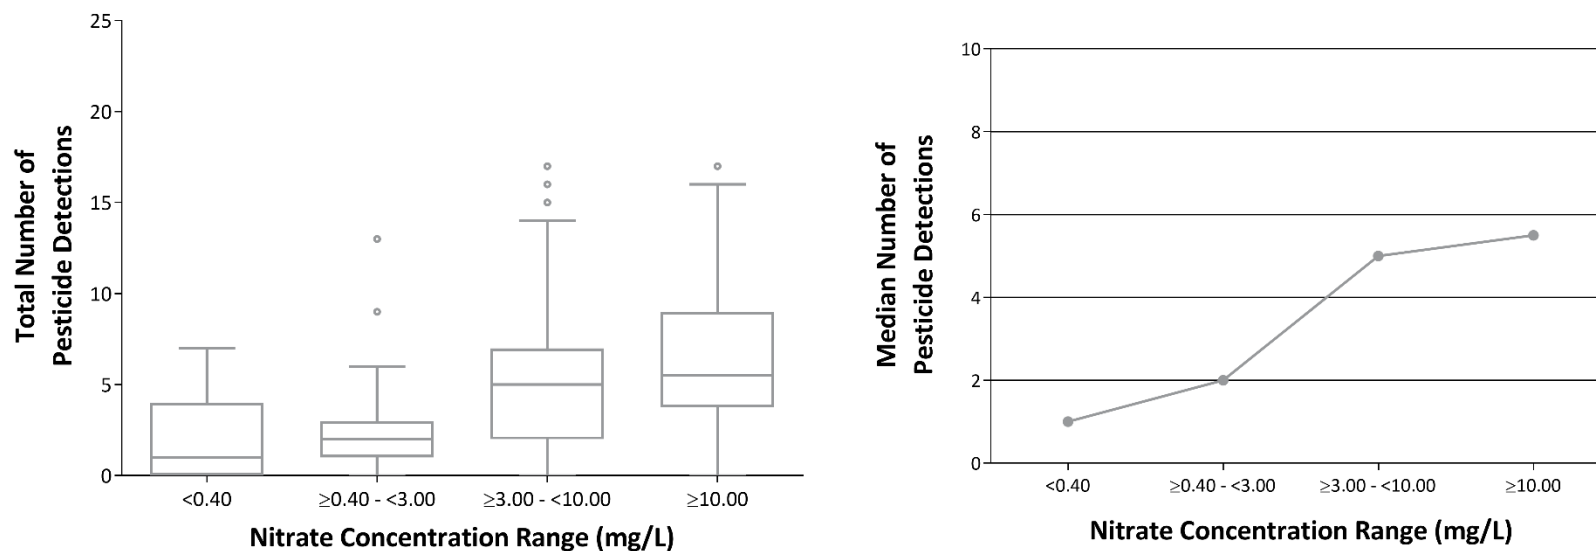 Total Number of
Pesticide Detections
25
20
15
10
5
0
<0.40
≥0.40 - <3.00
≥3.00 - <10.00
≥10.00
Nitrate Concentration Range (mg/L)
Median Number of
Pesticide Detections
10
8
6
4
2
0
<0.40
≥0.40 - <3.00
≥3.00 - <10.00
≥10.00
Nitrate Concentration Range (mg/L)